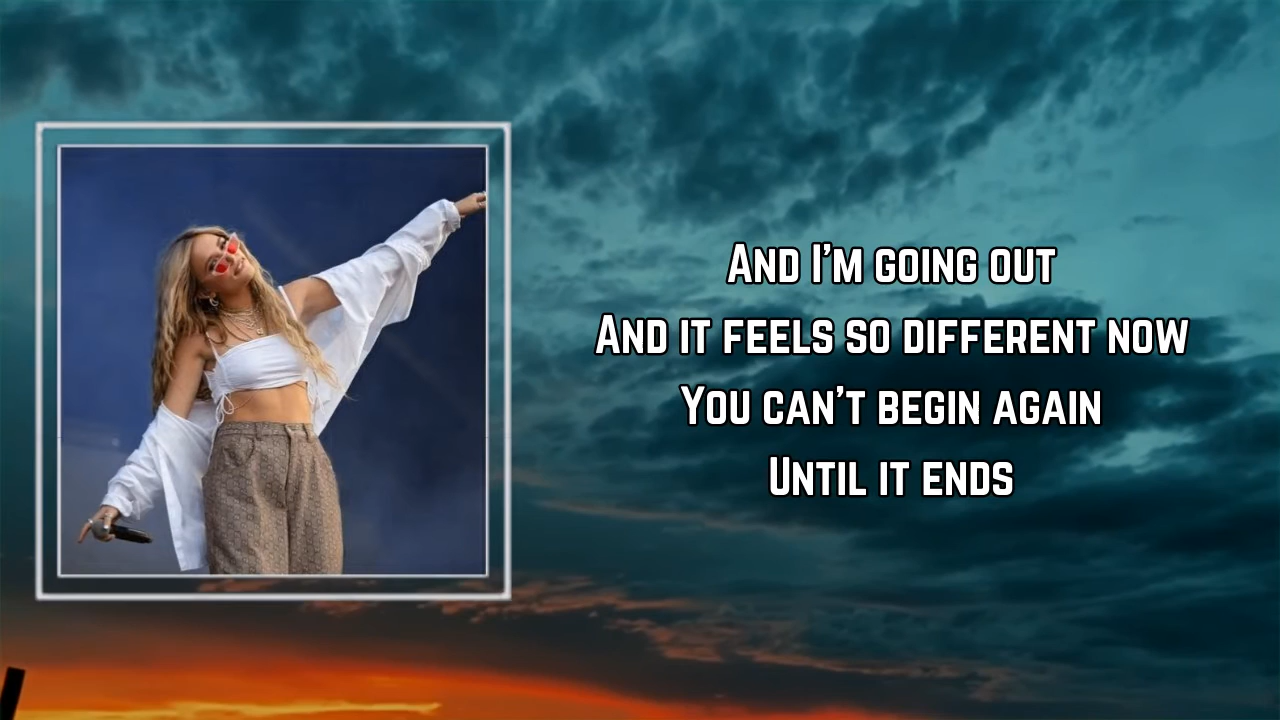 And I'm going out
And it feels so different now
You can't begin again
Until it ends